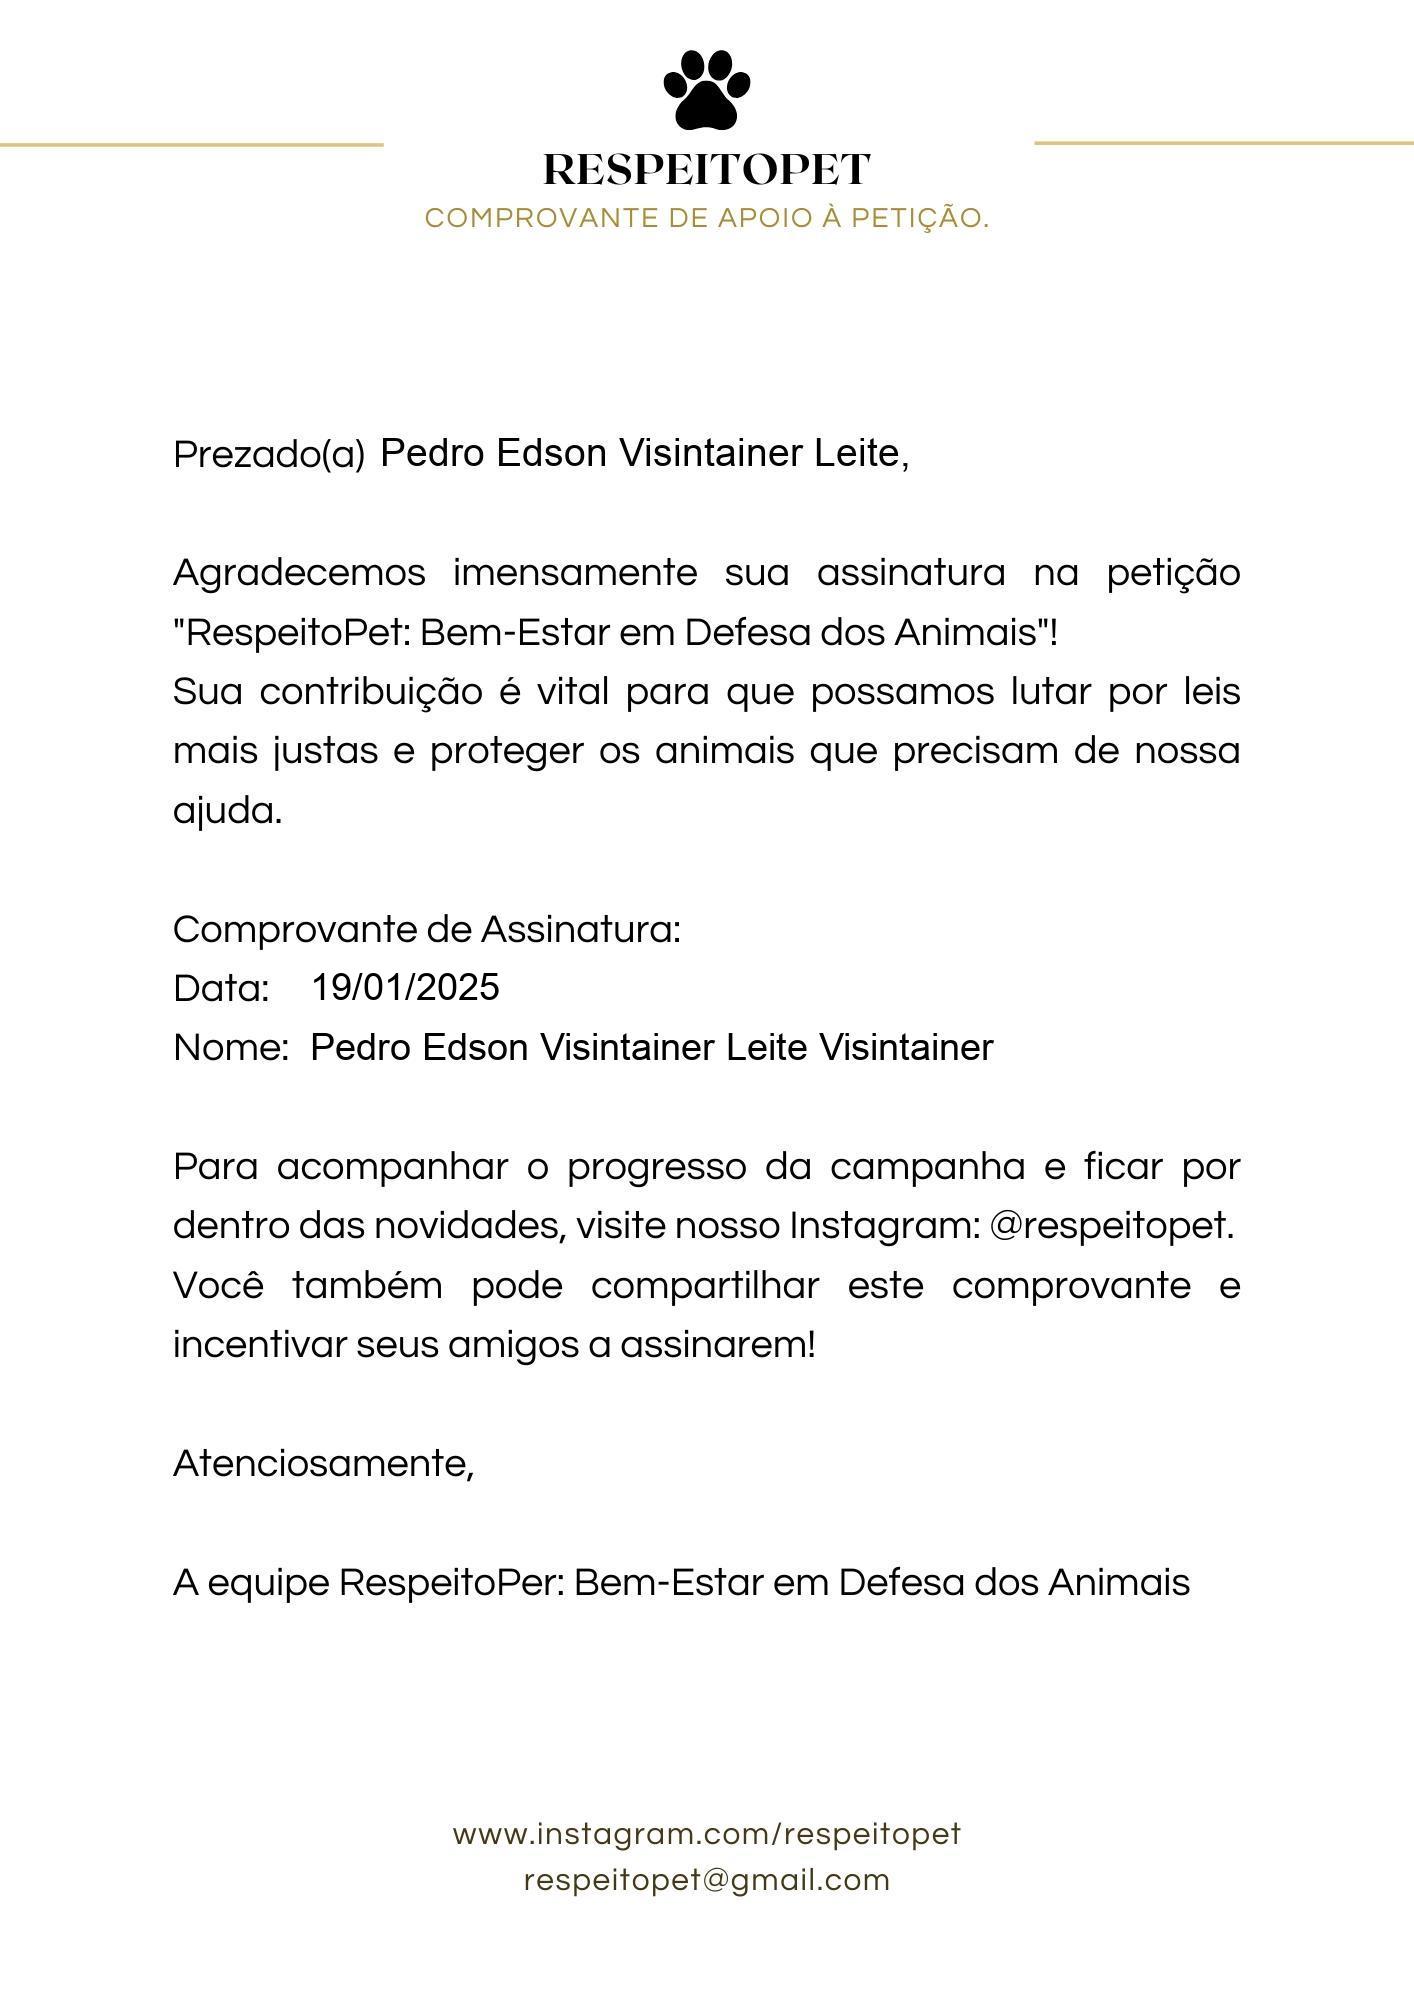 RESPEITOPET
COMPROVANTE DE APOIO À PETIÇÃO.
Prezado(a) Pedro Edson Visintainer Leite,
Agradecemos imensamente sua assinatura na petição
"RespeitoPet: Bem-Estar em Defesa dos Animais"!
Sua contribuição é vital para que possamos lutar por leis
mais justas e proteger os animais que precisam de nossa
ajuda.
Comprovante de Assinatura:
Data: 19/01/2025
Nome: Pedro Edson Visintainer Leite Visintainer
Para acompanhar o progresso da campanha e ficar por
dentro das novidades, visite nosso Instagram: @respeitopet.
Você também pode compartilhar este comprovante e
incentivar seus amigos a assinarem!
Atenciosamente,
A equipe RespeitoPer: Bem-Estar em Defesa dos Animais
www.instagram.com/respeitopet
respeitopet@gmail.com